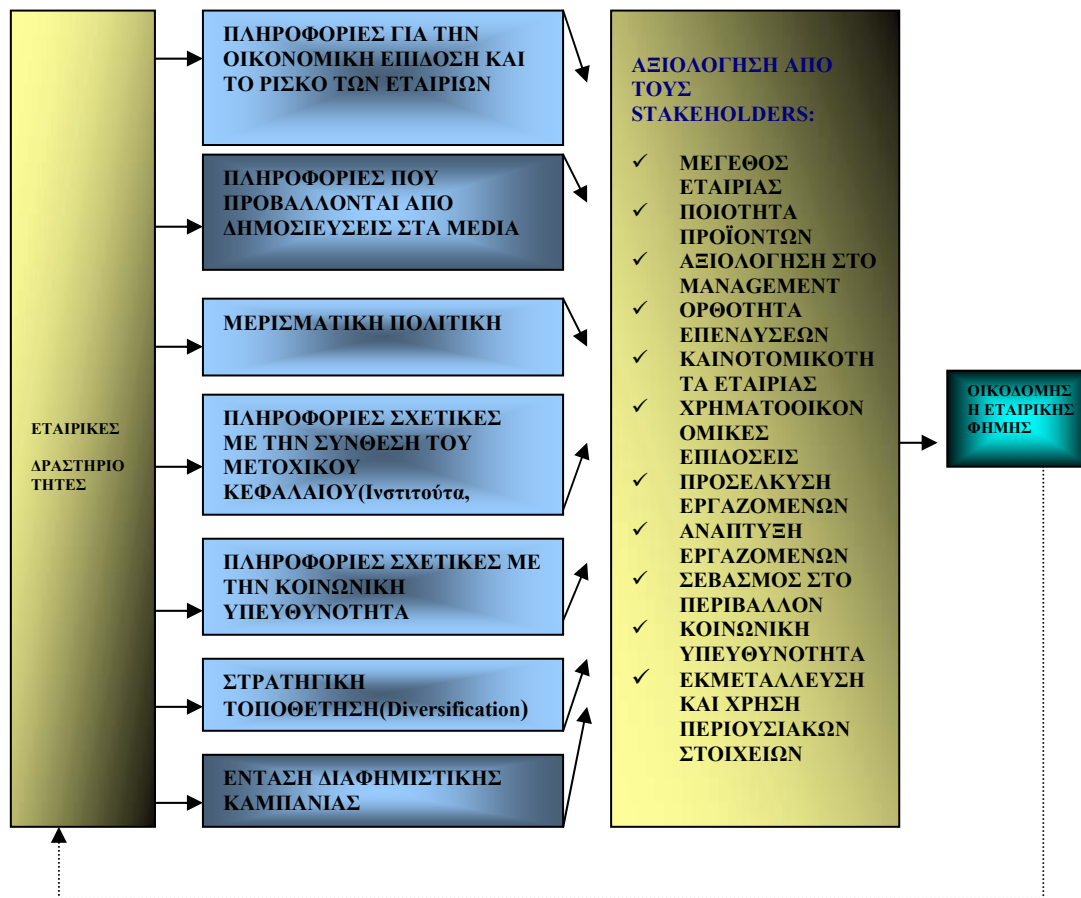 ΕΤΑΙΡΙΚΕΣ
ΔΡΑΣΤΗΡΙΟ
ΤΗΤΕΣ
ΠΛΗΡΟΦΟΡΙΕΣ ΓΙΑ ΤΗΝ
ΟΙΚΟΝΟΜΙΚΗ ΕΠΙΔΟΣΗ ΚΑΙ
ΤΟ ΡΙΣΚΟ ΤΩΝ ΕΤΑΙΡΙΩΝ
ΠΛΗΡΟΦΟΡΙΕΣ ΠΟΥ
ΠΡΟΒΑΛΛΟΝΤΑΙ ΑΠΟ
ΔΗΜΟΣΙΕΥΣΕΙΣ ΣΤΑ MEDIA
ΜΕΡΙΣΜΑΤΙΚΗ ΠΟΛΙΤΙΚΗ
ΠΛΗΡΟΦΟΡΙΕΣ ΣΧΕΤΙΚΕΣ
ΜΕ ΤΗΝ ΣΥΝΘΕΣΗ ΤΟΥ
ΜΕΤΟΧΙΚΟΥ
ΚΕΦΑΛΑΙΟΥ(Ινστιτούτα,
ΠΛΗΡΟΦΟΡΙΕΣ ΣΧΕΤΙΚΕΣ ΜΕ
ΤΗΝ ΚΟΙΝΩΝΙΚΗ
ΥΠΕΥΘΥΝΟΤΗΤΑ
ΣΤΡΑΤΗΓΙΚΗ
ΤΟΠΟΘΕΤΗΣΗ(Diversification)
ΕΝΤΑΣΗ ΔΙΑΦΗΜΙΣΤΙΚΗΣ
ΚΑΜΠΑΝΙΑΣ
ΑΞΙΟΛΟΓΗΣΗ ΑΠΟ
ΤΟΥΣ
STAKEHOLDERS:
✓ ΜΕΓΕΘΟΣ
ΕΤΑΙΡΙΑΣ
✓ ΠΟΙΟΤΗΤΑ
ΠΡΟΪΟΝΤΩΝ
✓ ΑΞΙΟΛΟΓΗΣΗ ΣΤΟ
MANAGEMENT
✓ ΟΡΘΟΤΗΤΑ
ΕΠΕΝΔΥΣΕΩΝ
✓ ΚΑΙΝΟΤΟΜΙΚΟΤΗ
ΤΑ ΕΤΑΙΡΙΑΣ
✓ ΧΡΗΜΑΤΟΟΙΚΟΝ
ΟΜΙΚΕΣ
ΕΠΙΔΟΣΕΙΣ
✓ ΠΡΟΣΕΛΚΥΣΗ
ΕΡΓΑΖΟΜΕΝΩΝ
✓ ΑΝΑΠΤΥΞΗ
ΕΡΓΑΖΟΜΕΝΩΝ
✓ ΣΕΒΑΣΜΟΣ ΣΤΟ
ΠΕΡΙΒΑΛΛΟΝ
✓ ΚΟΙΝΩΝΙΚΗ
ΥΠΕΥΘΥΝΟΤΗΤΑ
✓ ΕΚΜΕΤΑΛΛΕΥΣΗ
ΚΑΙ ΧΡΗΣΗ
ΠΕΡΙΟΥΣΙΑΚΩΝ
ΣΤΟΙΧΕΙΩΝ
ΟΙΚΟΔΟΜΗΣ
Η ΕΤΑΙΡΙΚΗΣ
ΦΗΜΗΣ